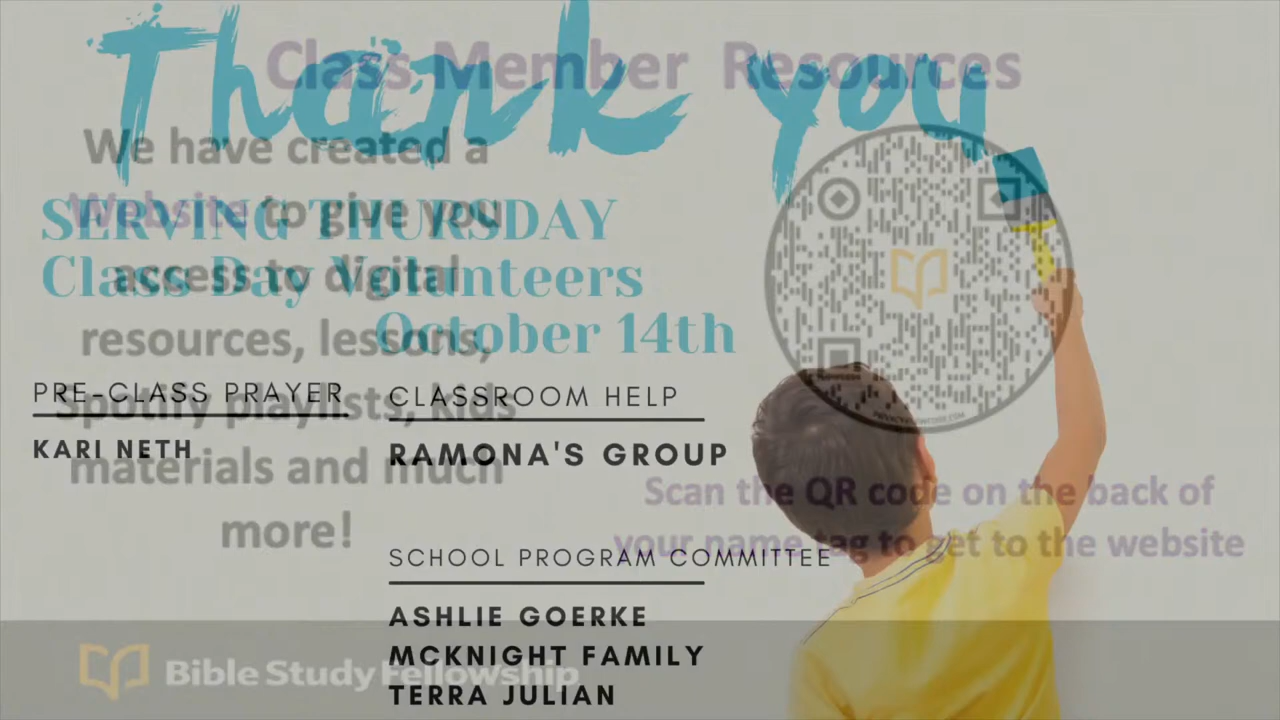 Thank you
SERVING THURSDAY
Class Day Volunteers
October 14th
PRE-CLASS PRAYER
KARI NETH
CLASSROOM HELP
RAMONA'S GROUP
SCHOOL PROGRAM COMMITTEE
ASHLIE GOERKE
MCKNIGHT FAMILY
TERRA JULIAN
Class Member Resources
We have created a
Website to give you
access to digital
resources, lessons,
Spotify playlists, kids
materials and much
more!
Scan the QR code on the back of
your name tag to get to the website
Bible Study Fellowship